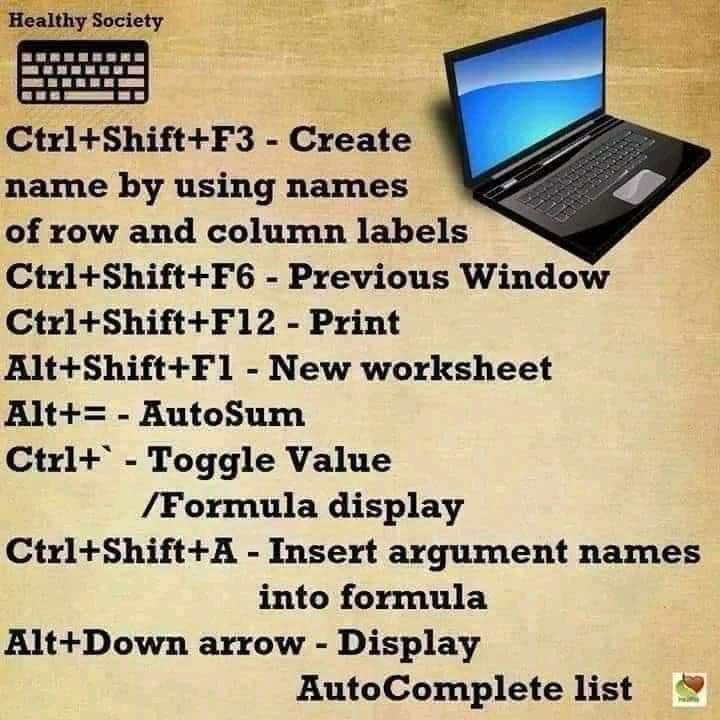 Healthy Society
Ctrl+Shift+F3 - Create
name by using names
of row and column labels
Ctrl+Shift+F6 - Previous Window
Ctrl+Shift+F12 - Print
Alt+Shift+F1 - New worksheet
Alt+= - AutoSum
Ctrl+` - Toggle Value
/Formula display
Ctrl+Shift+A - Insert argument names
into formula
Alt+Down arrow - Display
AutoComplete list